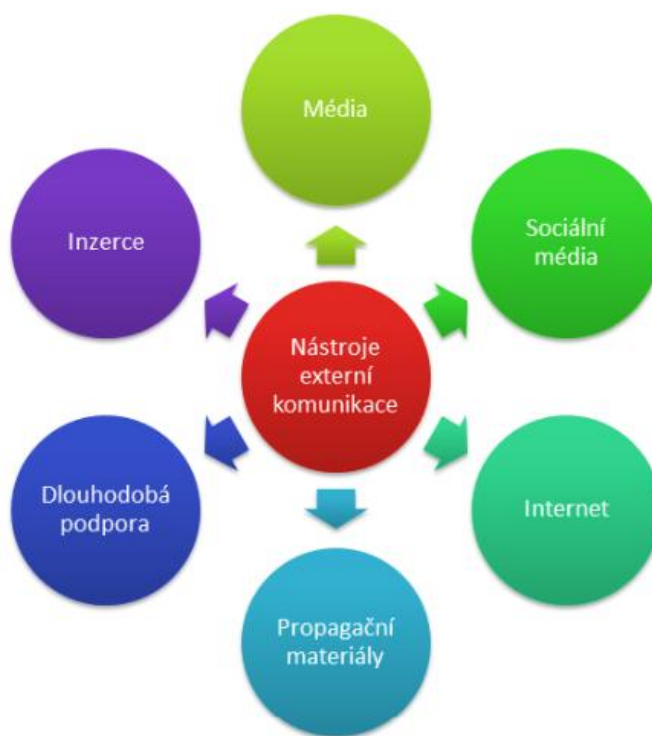 Média
Sociální
média
Internet
Propagační
materiály
Dlouhodobá
podpora
Inzerce
Nástroje
externí
komunikace